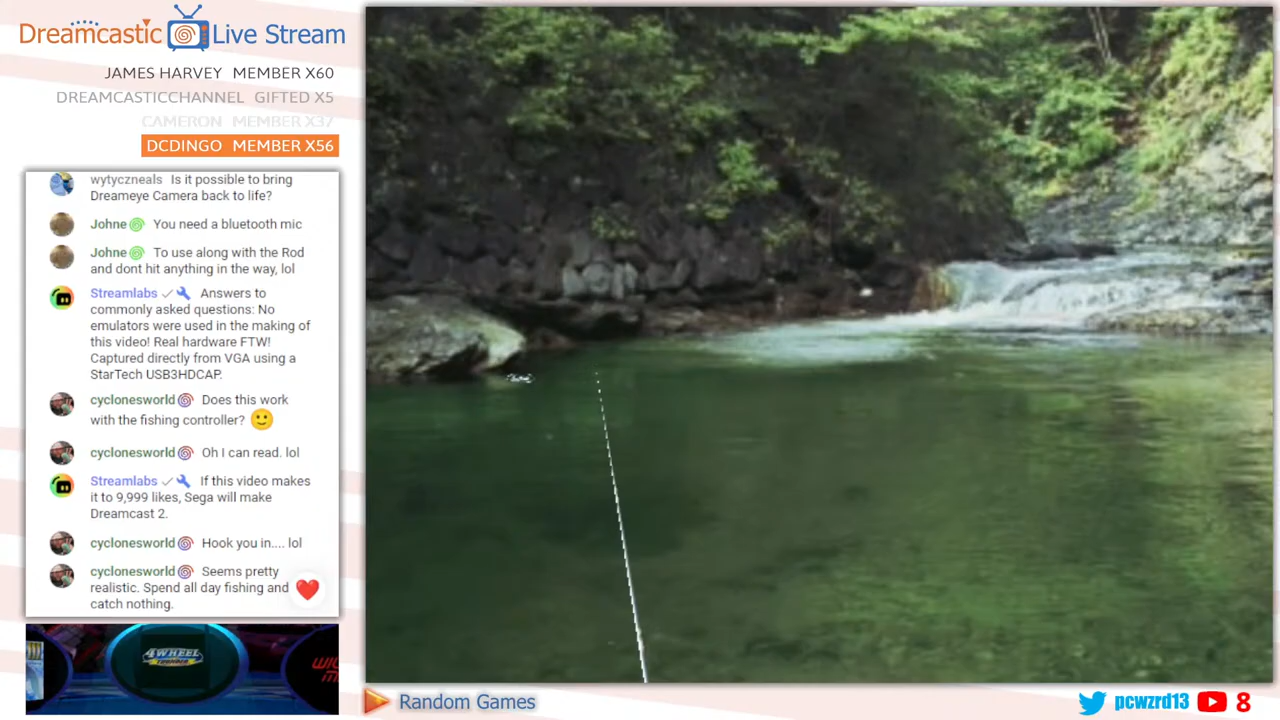 Dreamcastic Live Stream
JAMES HARVEY MEMBER X60
DREAMCASTICCHANNEL GIFTED X5
CAMERON MEMBER X37
DCDINGO MEMBER X56
wytyczneals Is it possible to bring
Dreameye Camera back to life?
Johne You need a bluetooth mic
Johne To use along with the Rod
and dont hit anything in the way, lol
Streamlabs Answers to
commonly asked questions: No
emulators were used in the making of
this video! Real hardware FTW!
Captured directly from VGA using a
StarTech USB3HDCAP.
cyclonesworld Does this work
with the fishing controller?
cyclonesworld Oh I can read. lol
Streamlabs If this video makes
it to 9,999 likes, Sega will make
Dreamcast 2.
cyclonesworld Hook you in.... lol
cyclonesworld Seems pretty
realistic. Spend all day fishing and
catch nothing.
4WHEEL
Random Games
pcwzrd13 8